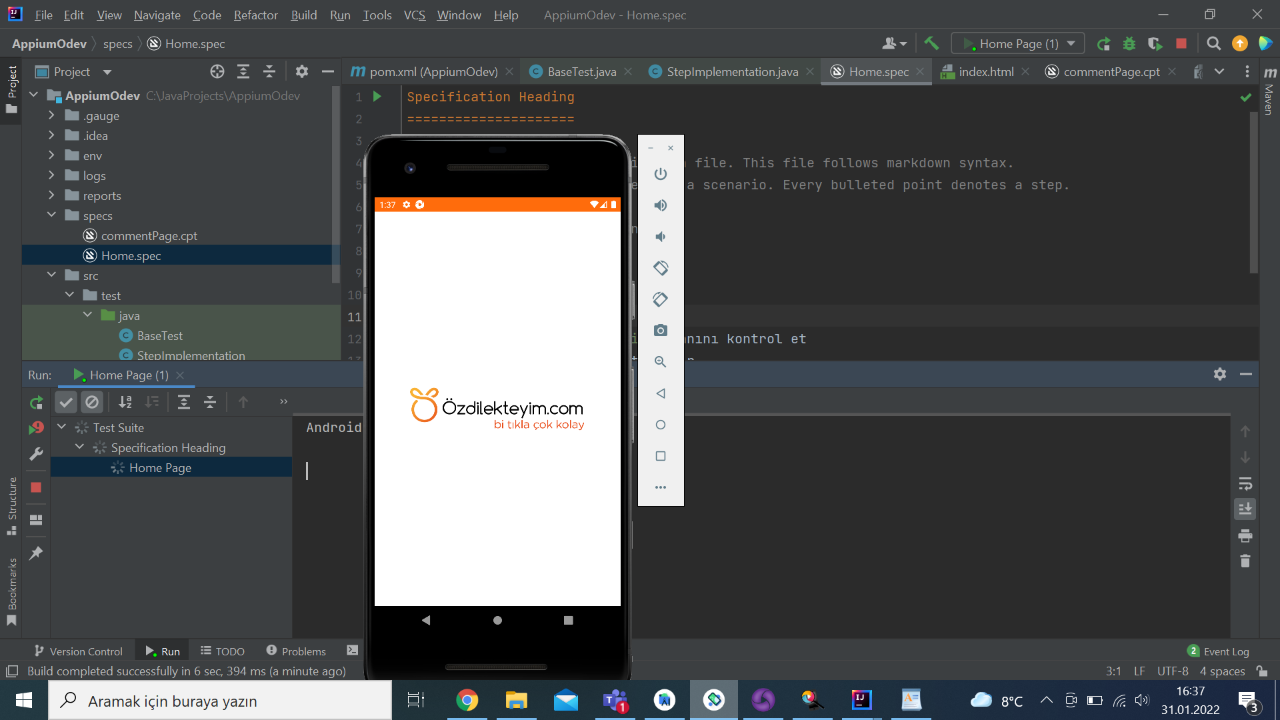 File Edit View Navigate Code Refactor Build Run Tools VCS Window Help AppiumOdev - Home.spec
AppiumOdev specs Home.spec Home Page (1)
Project pom.xml (AppiumOdev) BaseTest.java StepImplementation.java Home.spec index.html commentPage.cpt
Project
Maven
AppiumOdev C:\JavaProjects\AppiumOdev
.gauge
.idea
env
logs
reports
specs
commentPage.cpt
Home.spec
src
test
java
BaseTest
StepImplementation
1 Specification Heading
2 =====================
3
4 file. This file follows markdown syntax.
5 a scenario. Every bulleted point denotes a step.
6
7
8
9
10
11
12 kontrol et
1:37
Özdilekteyim.com
bi tıkla çok kolay
Run: Home Page (1)
Test Suite
Specification Heading
Home Page
Android
Structure
Bookmarks
Version Control Run TODO Problems Event Log
2
Build completed successfully in 6 sec, 394 ms (a minute ago) 3:1 LF UTF-8 4 spaces
Aramak için buraya yazın
1
8°C
16:37
31.01.2022
3